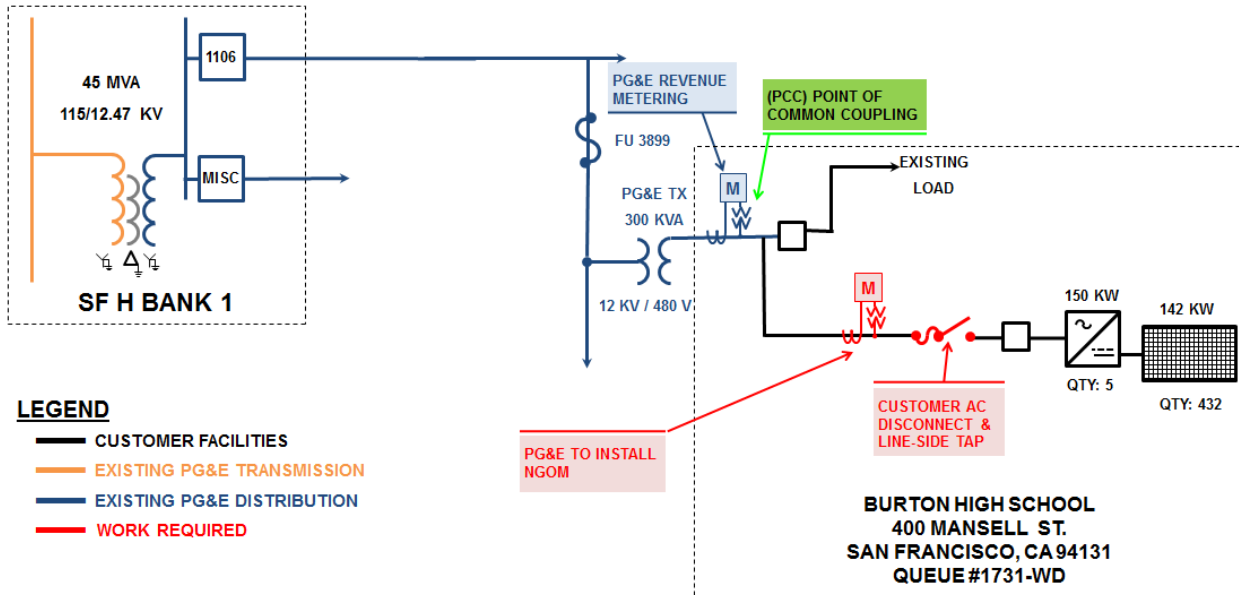 45 MVA
115/12.47 KV
1106
MISC
SF H BANK 1
FU 3899
PG&E TX
300 KVA
12 KV / 480 V
PG&E REVENUE
METERING
(PCC) POINT OF
COMMON COUPLING
M
EXISTING
LOAD
M
150 KW
QTY: 5
142 KW
QTY: 432
CUSTOMER AC
DISCONNECT &
LINE-SIDE TAP
PG&E TO INSTALL
NGOM
LEGEND
CUSTOMER FACILITIES
EXISTING PG&E TRANSMISSION
EXISTING PG&E DISTRIBUTION
WORK REQUIRED
BURTON HIGH SCHOOL
400 MANSELL ST.
SAN FRANCISCO, CA 94131
QUEUE #1731-WD